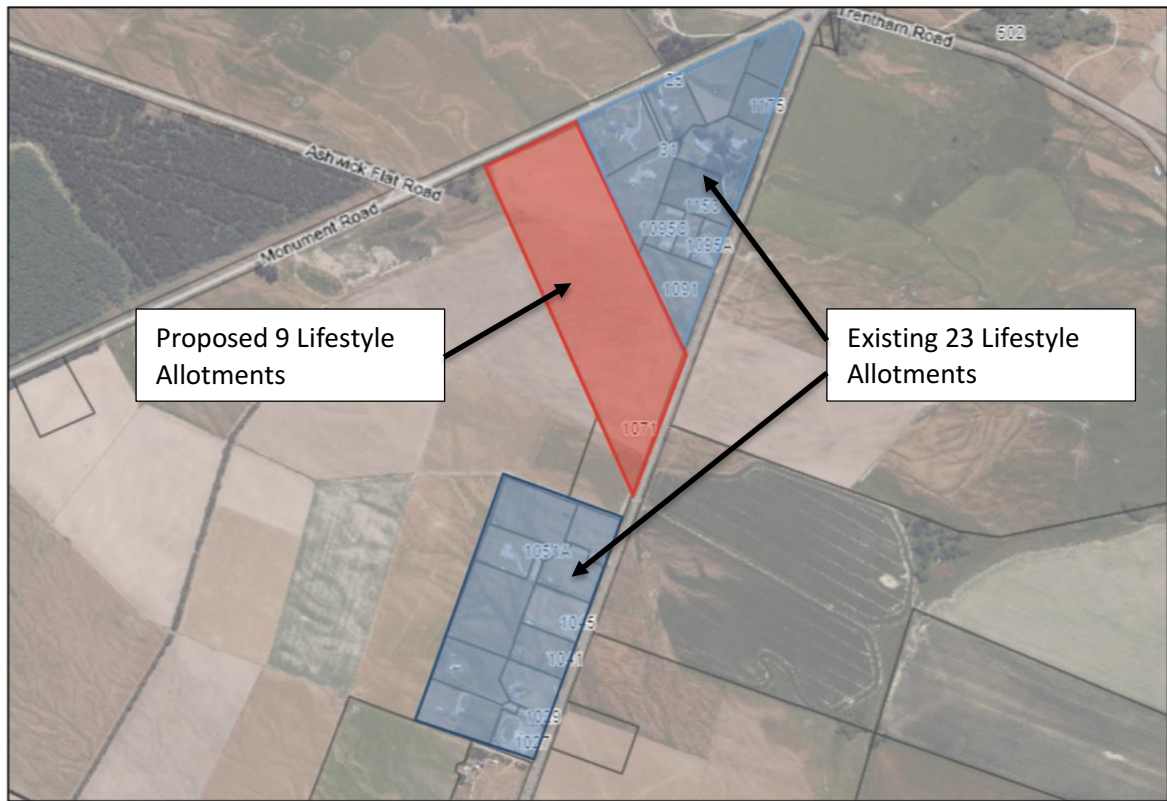 Trentham Road
502
25
1175
Ashwick Flat Road
31
1153
Monument Road
1095B
1095A
1091
Proposed 9 Lifestyle
Allotments
Existing 23 Lifestyle
Allotments
1071
1051A
1045
1041
1029
1027